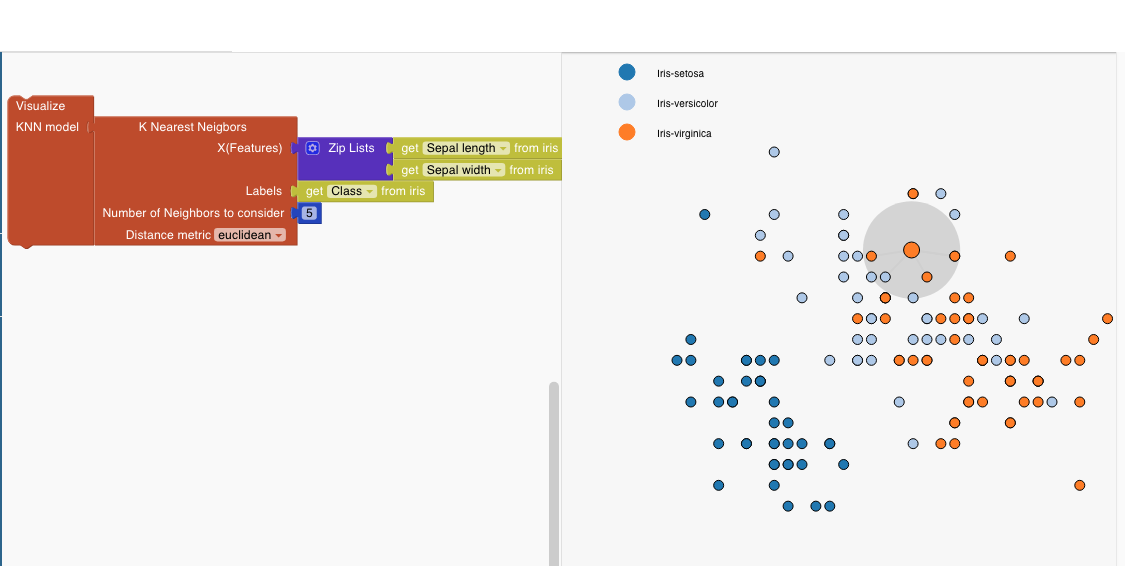 Visualize
KNN model
K Nearest Neigbors
X(Features)
Zip Lists
get Sepal length from iris
get Sepal width from iris
Labels
get Class from iris
Number of Neighbors to consider
5
Distance metric euclidean
Iris-setosa
Iris-versicolor
Iris-virginica